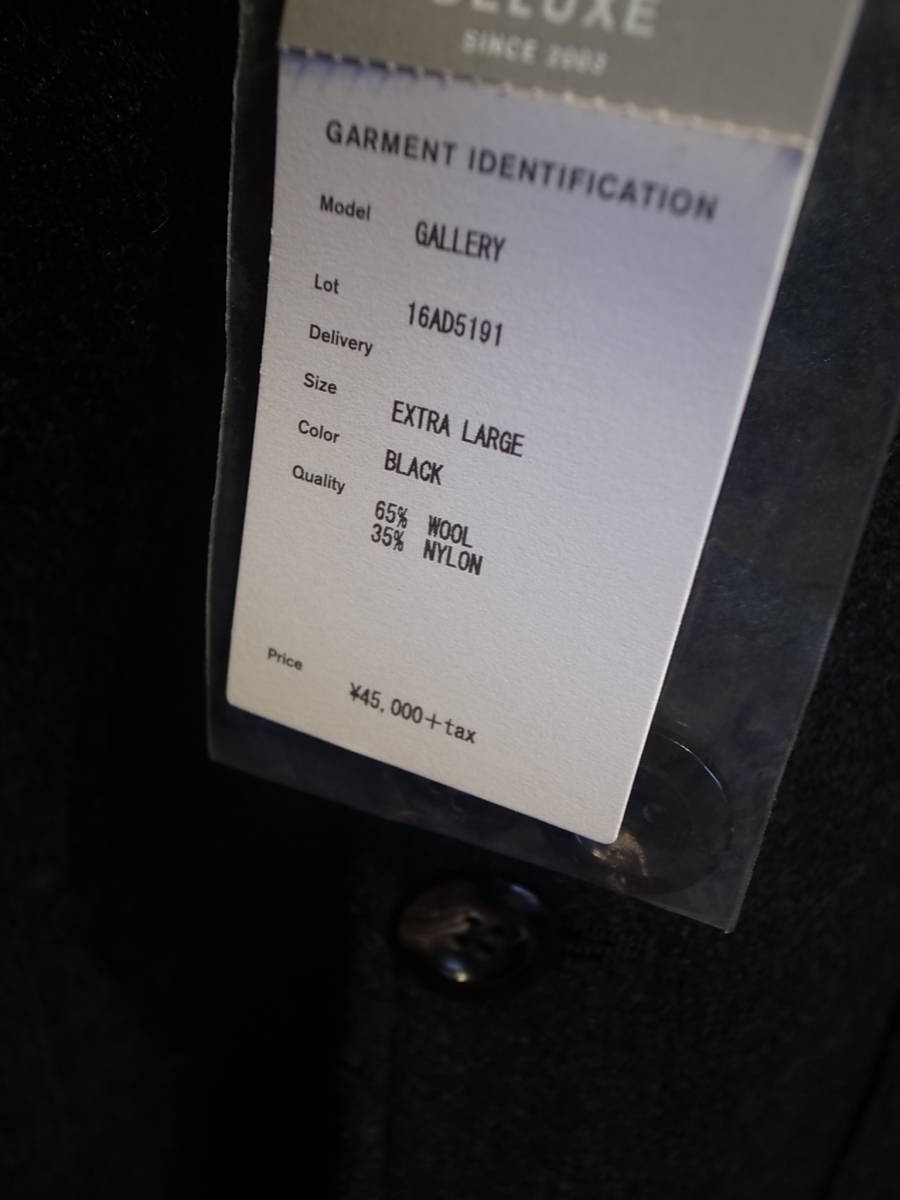 DELUXE
SINCE 2003
GARMENT IDENTIFICATION
Model GALLERY
Lot 16AD5191
Delivery
Size EXTRA LARGE
Color BLACK
Quality 65% WOOL
35% NYLON
Price ¥45,000+tax